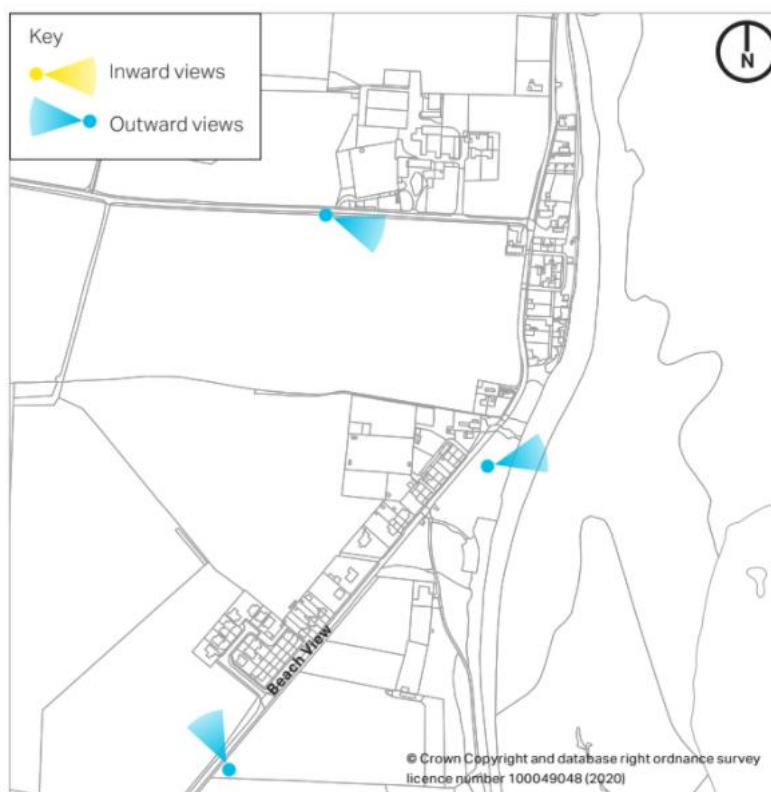 Key
Inward views
Outward views
N
Beach View
© Crown Copyright and database right ordnance survey
licence number 100049048 (2020)